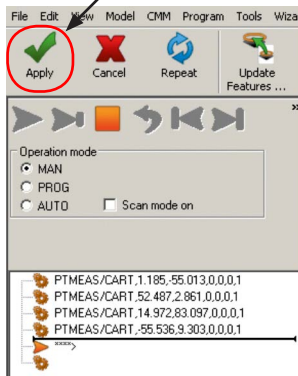 File Edit View Model CMM Program Tools Wiza
Apply Cancel Repeat Update
Features ...
»
Operation mode
MAN
PROG
AUTO Scan mode on
PTMEAS/CART,1.185,-55.013,0,0,0,1
PTMEAS/CART,52.487,2.861,0,0,0,1
PTMEAS/CART,14.972,83.097,0,0,0,1
PTMEAS/CART,-55.536,9.303,0,0,0,1
****>